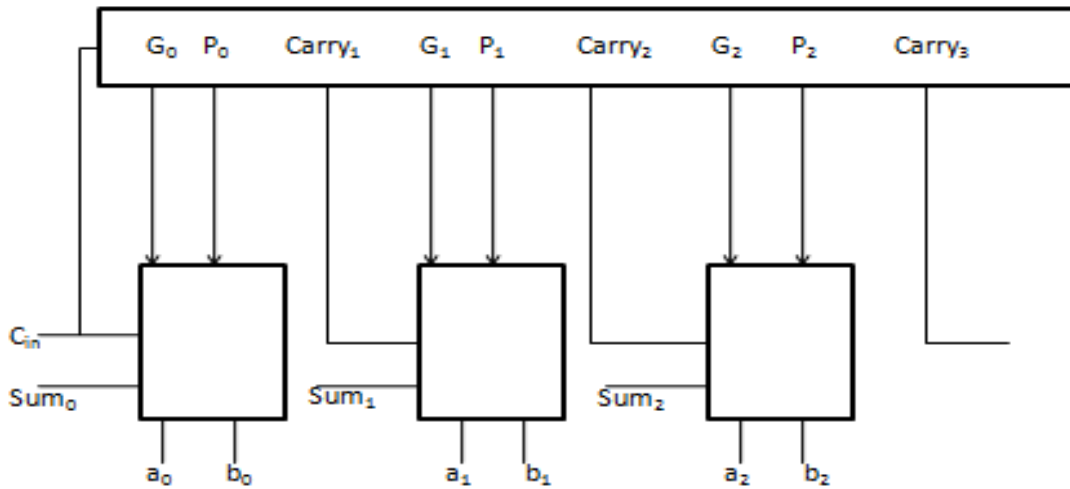 G₀ P₀ Carry₁ G₁ P₁ Carry₂ G₂ P₂ Carry₃
Cᵢₙ
Sum₀ Sum₁ Sum₂
a₀ b₀ a₁ b₁ a₂ b₂